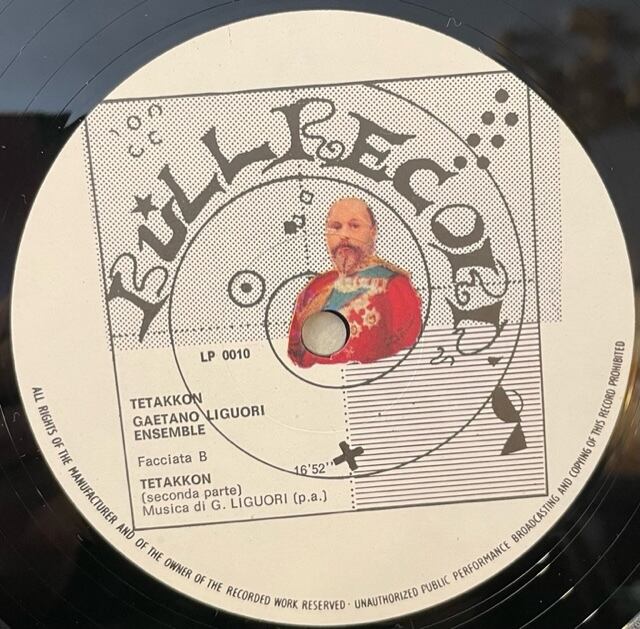 BULL RECORD
LP 0010
TETAKKON
GAETANO LIGUORI
ENSEMBLE
Facciata B
16'52''
TETAKKON
(seconda parte)
Musica di G. LIGUORI (p.a.)
ALL RIGHTS OF THE MANUFACTURER AND OF THE OWNER OF THE RECORDED WORK RESERVED · UNAUTHORIZED PUBLIC PERFORMANCE BROADCASTING AND COPYING OF THIS RECORD PROHIBITED